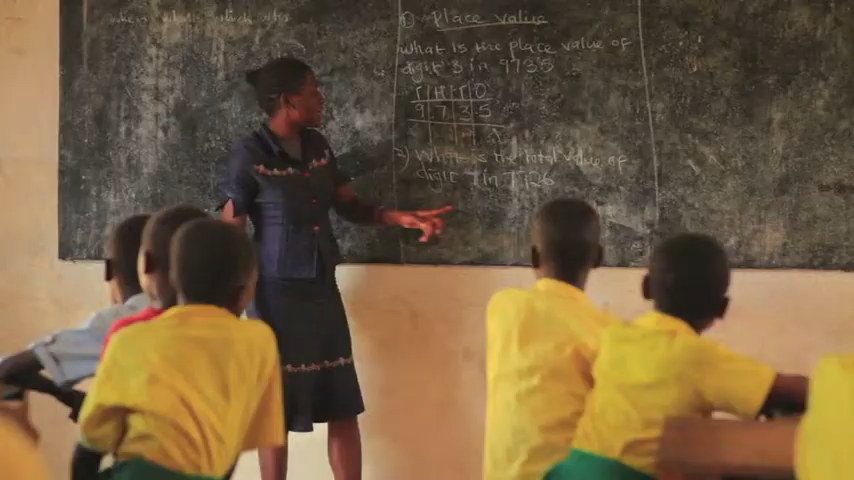 ① Place value
What is the place value of
digit 3 in 9735
T H T O
9 7 3 5
2) What is the total value of
digit 7 in